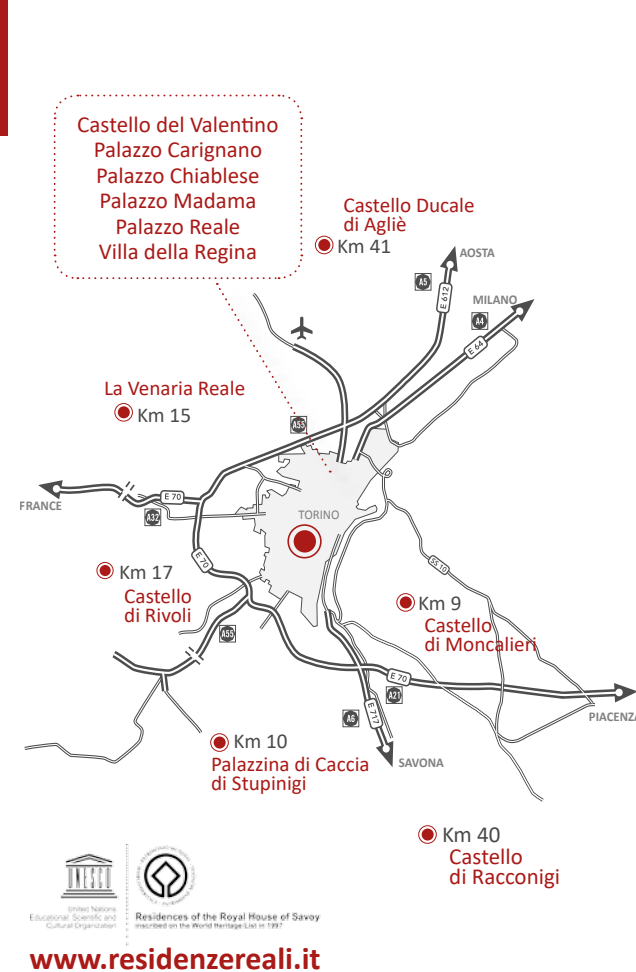 Castello del Valentino
Palazzo Carignano
Palazzo Chiablese
Palazzo Madama
Palazzo Reale
Villa della Regina
Castello Ducale
di Agliè
Km 41
AOSTA
A5
E 612
MILANO
A4
E 64
La Venaria Reale
Km 15
A55
E 70
FRANCE
A32
TORINO
E 70
SS 10
Km 17
Castello
di Rivoli
A55
Km 9
Castello
di Moncalieri
E 70
A21
PIACENZA
E 717
A6
SAVONA
Km 10
Palazzina di Caccia
di Stupinigi
Km 40
Castello
di Racconigi
UNESCO
United Nations
Educational, Scientific and
Cultural Organization
Residences of the Royal House of Savoy
inscribed on the World Heritage List in 1997
www.residenzereali.it